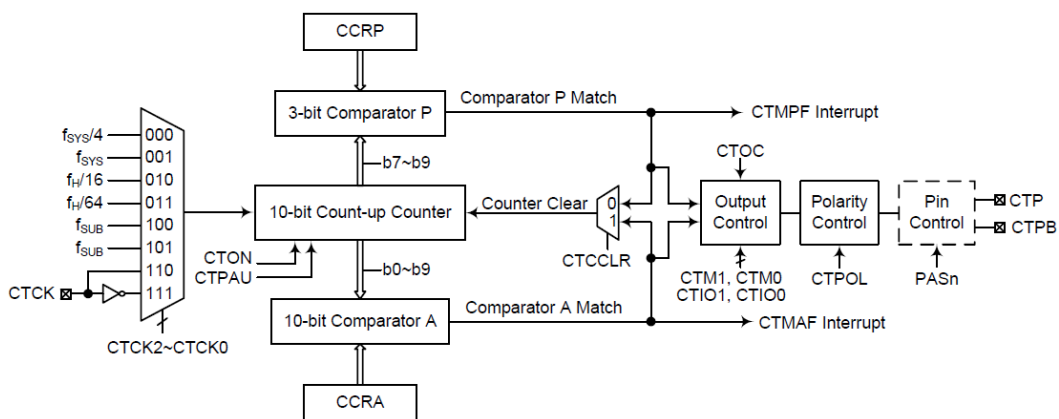 CCRP
3-bit Comparator P
Comparator P Match
CTMPF Interrupt
b7~b9
fSYS/4
fSYS
fH/16
fH/64
fSUB
fSUB
CTCK
000
001
010
011
100
101
110
111
CTCK2~CTCK0
10-bit Count-up Counter
CTON
CTPAU
Counter Clear
0
1
CTCCLR
CTOC
Output
Control
CTM1, CTM0
CTIO1, CTIO0
Polarity
Control
CTPOL
Pin
Control
PASn
CTP
CTPB
b0~b9
10-bit Comparator A
Comparator A Match
CTMAF Interrupt
CCRA